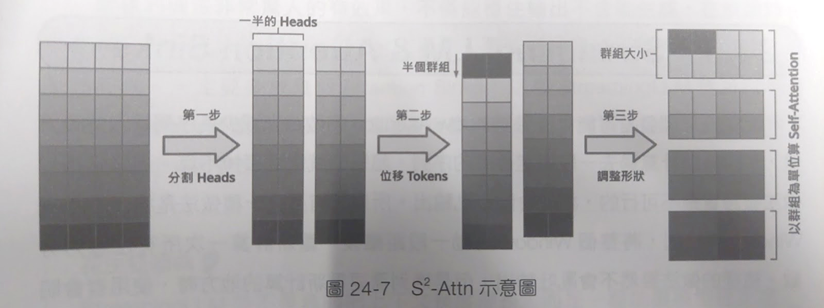 一半的 Heads
第一步
分割 Heads
半個群組
第二步
位移 Tokens
第三步
調整形狀
群組大小
以群組為單位算 Self-Attention
圖 24-7 S²-Attn 示意圖